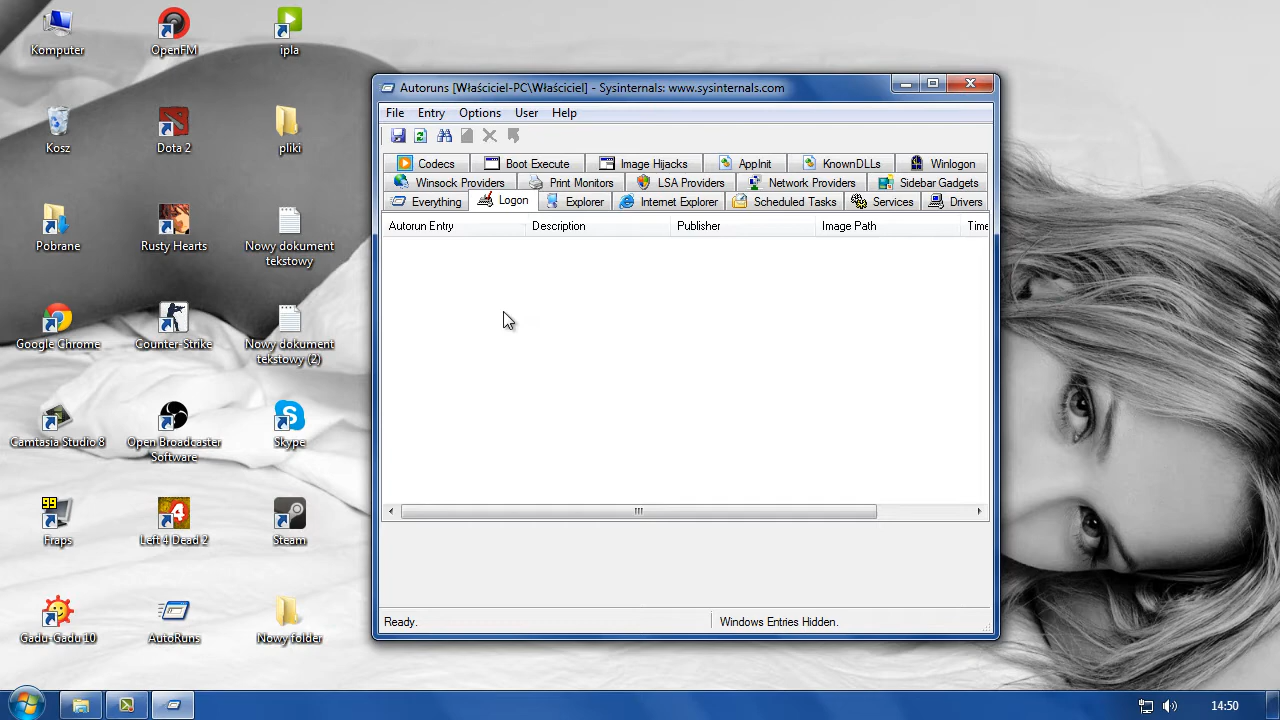 Komputer
OpenFM
ipla
Kosz
Dota 2
pliki
Pobrane
Rusty Hearts
Nowy dokument
tekstowy
Google Chrome
Counter-Strike
Nowy dokument
tekstowy (2)
Camtasia Studio 8
Open Broadcaster
Software
Skype
99
Fraps
Left 4 Dead 2
Steam
Gadu-Gadu 10
AutoRuns
Nowy folder
Autoruns [Właściciel-PC\Właściciel] - Sysinternals: www.sysinternals.com
File Entry Options User Help
Codecs Boot Execute Image Hijacks AppInit KnownDLLs Winlogon
Winsock Providers Print Monitors LSA Providers Network Providers Sidebar Gadgets
Everything Logon Explorer Internet Explorer Scheduled Tasks Services Drivers
Autorun Entry Description Publisher Image Path Time
Ready. Windows Entries Hidden.
14:50